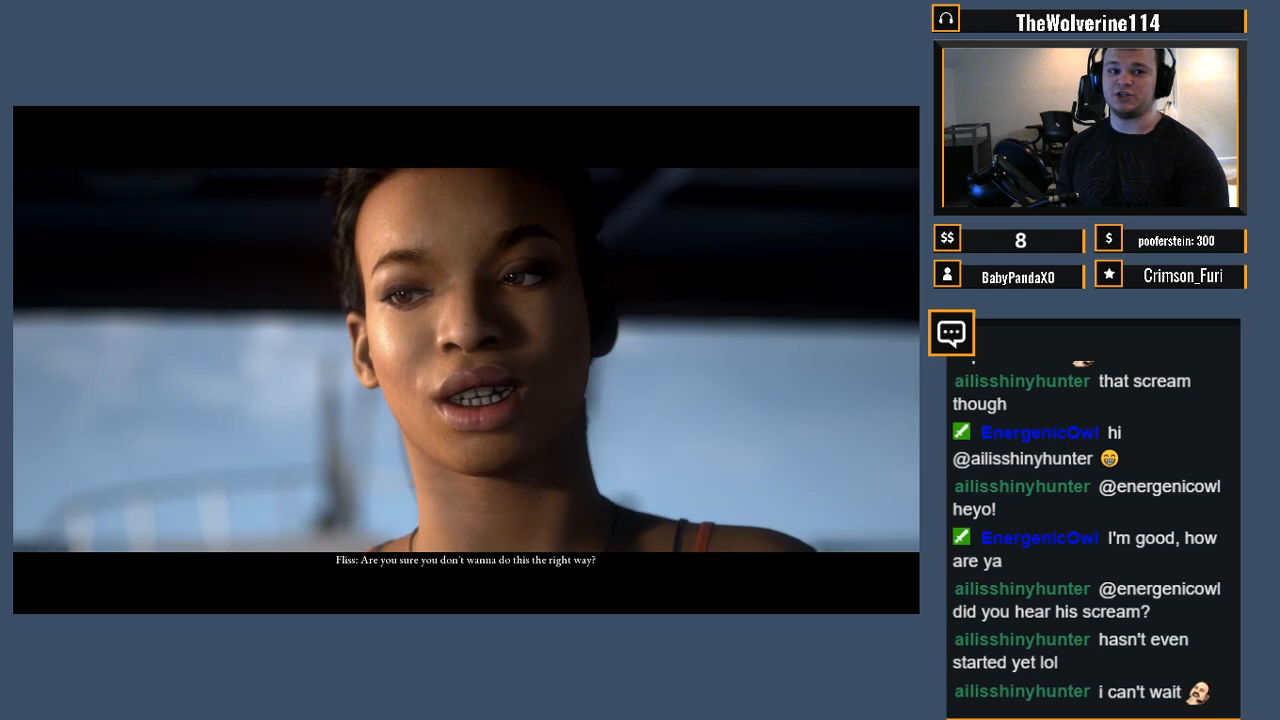 TheWolverine114
$$ 8
$ pooferstein: 300
BabyPandaXO
Crimson_Furi
ailisshinyhunter that scream
though
EnergenicOwl hi
@ailisshinyhunter
ailisshinyhunter @energenicowl
heyo!
EnergenicOwl I'm good, how
are ya
ailisshinyhunter @energenicowl
did you hear his scream?
ailisshinyhunter hasn't even
started yet lol
ailisshinyhunter i can't wait
Fliss: Are you sure you don't wanna do this the right way?